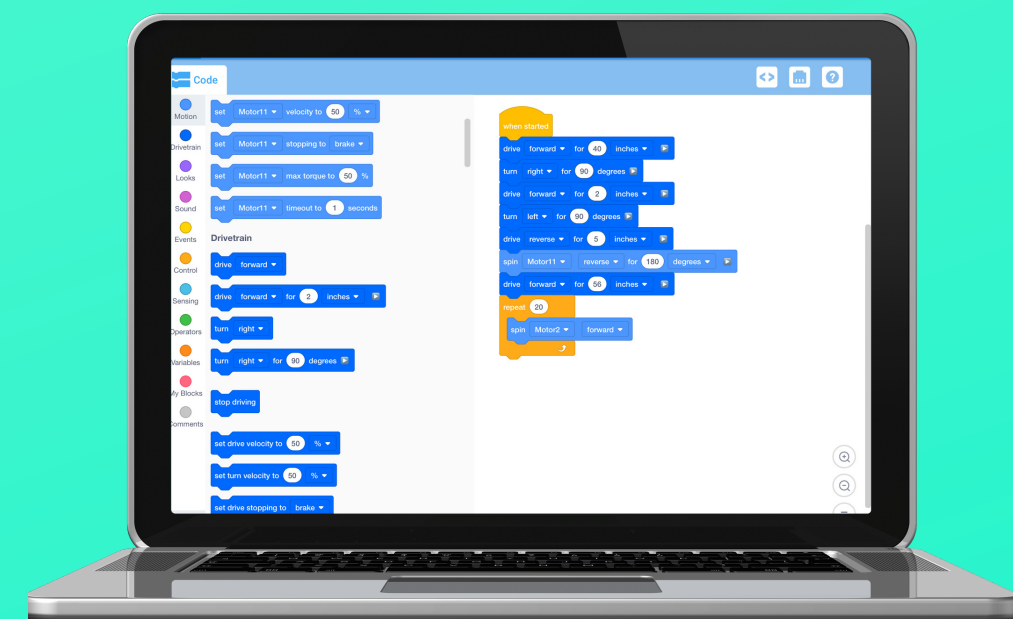 Code
Motion
Drivetrain
Looks
Sound
Events
Control
Sensing
Operators
Variables
My Blocks
Comments
set Motor11 velocity to 50 %
set Motor11 stopping to brake
set Motor11 max torque to 50 %
set Motor11 timeout to 1 seconds
Drivetrain
drive forward
drive forward for 2 inches
turn right
turn right for 90 degrees
stop driving
set drive velocity to 50 %
set turn velocity to 50 %
set drive stopping to brake
when started
drive forward for 40 inches
turn right for 90 degrees
drive forward for 2 inches
turn left for 90 degrees
drive reverse for 5 inches
spin Motor11 reverse for 180 degrees
drive forward for 56 inches
repeat 20
spin Motor2 forward